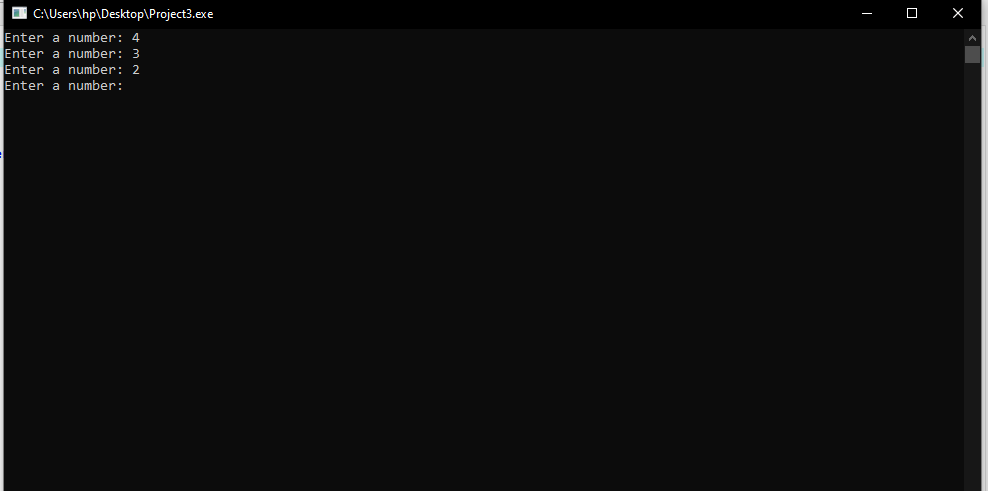 C:\Users\hp\Desktop\Project3.exe
Enter a number: 4
Enter a number: 3
Enter a number: 2
Enter a number: